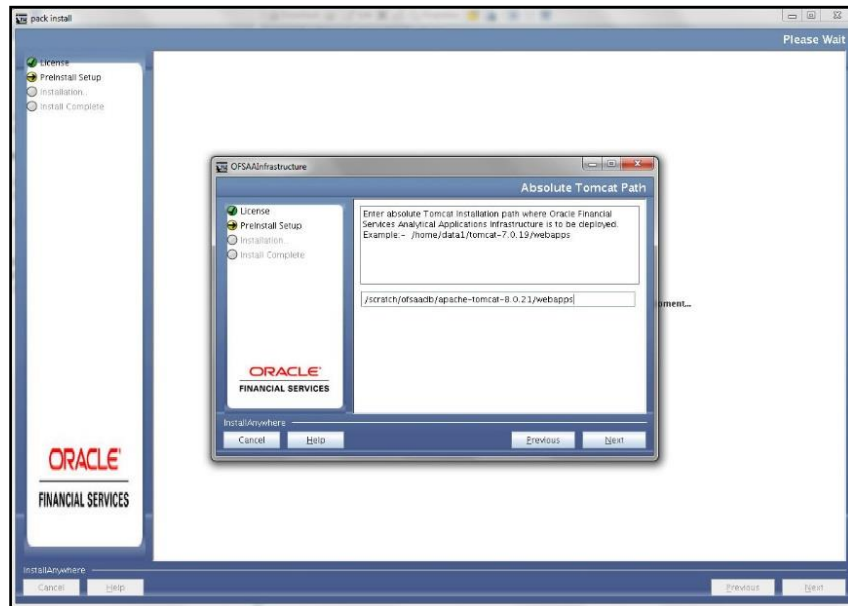 pack install
Please Wait
License
PreInstall Setup
Installation...
Install Complete
OFSAAInfrastructure
Absolute Tomcat Path
License
PreInstall Setup
Installation...
Install Complete
Enter absolute Tomcat Installation path where Oracle Financial
Services Analytical Applications Infrastructure is to be deployed.
Example:- /home/data1/tomcat-7.0.19/webapps
/scratch/ofsaadb/apache-tomcat-8.0.21/webapps
oment...
ORACLE
FINANCIAL SERVICES
InstallAnywhere
Cancel Help Previous Next
ORACLE
FINANCIAL SERVICES
InstallAnywhere
Cancel Help Previous Next